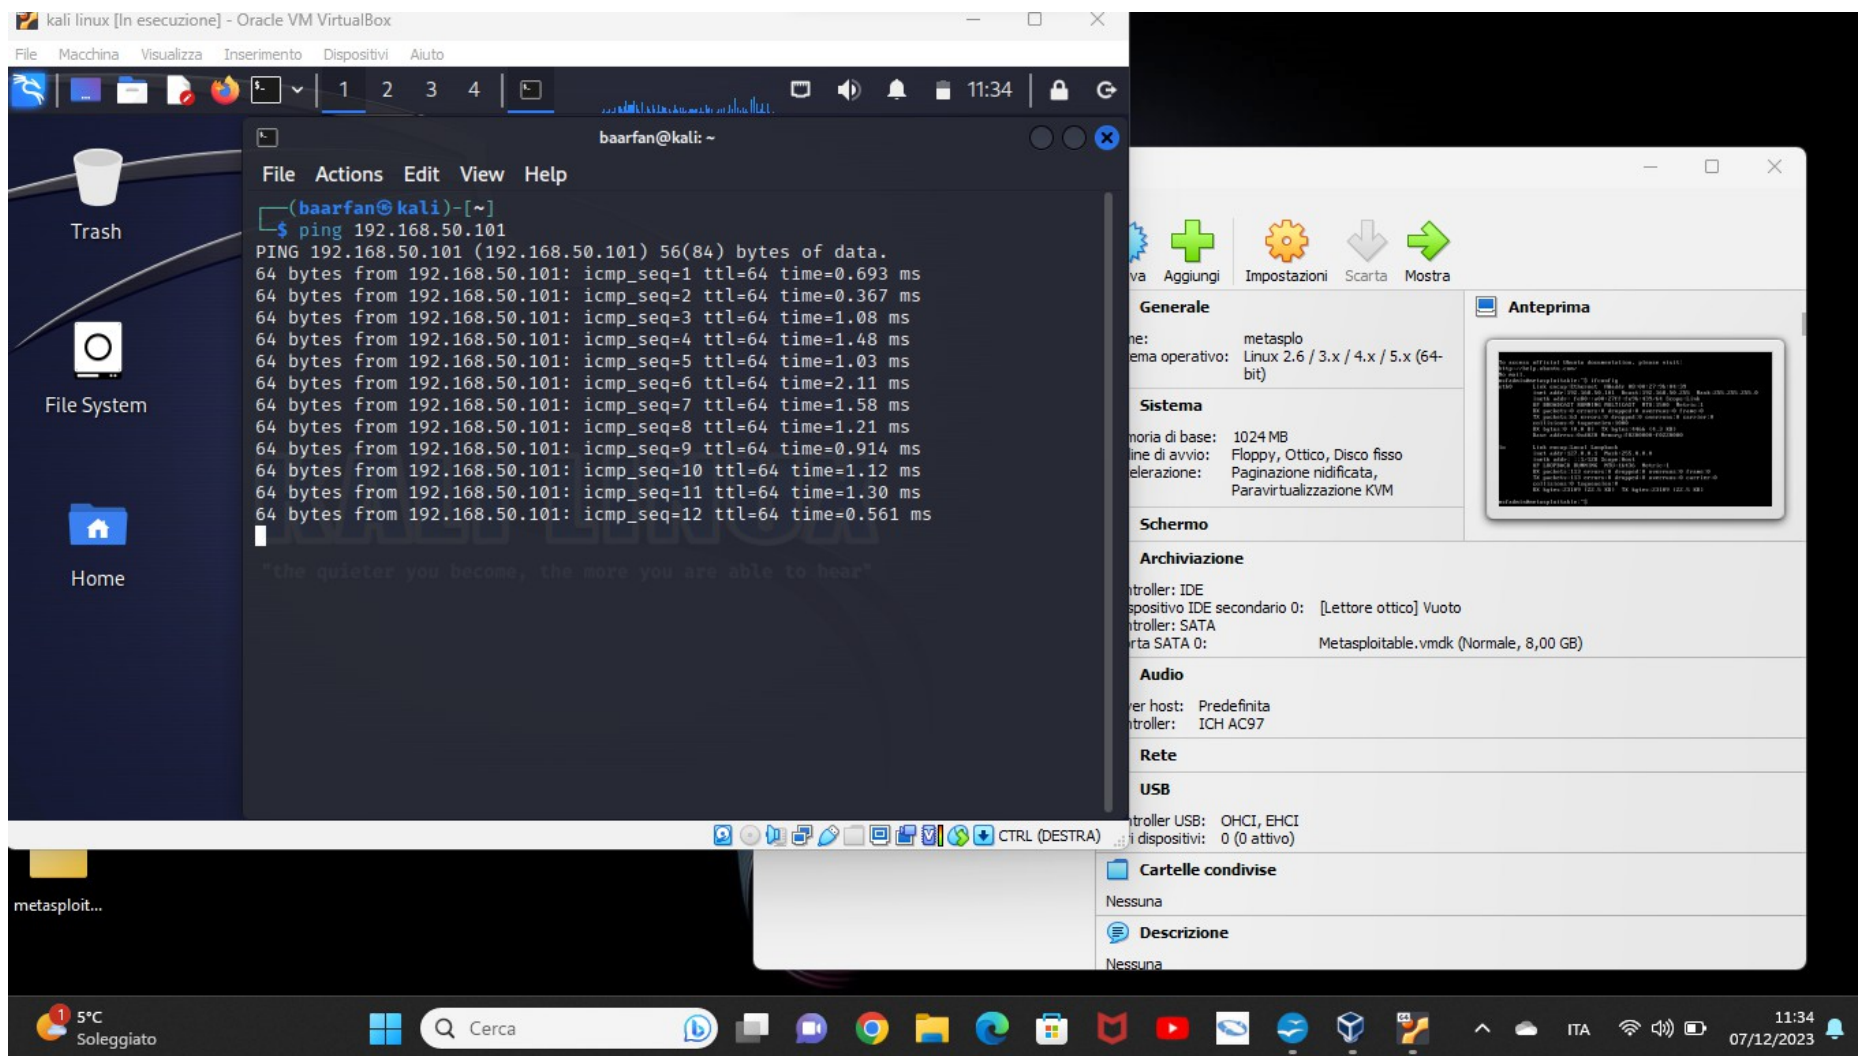 kali linux [In esecuzione] - Oracle VM VirtualBox
File Macchina Visualizza Inserimento Dispositivi Aiuto
1 2 3 4 11:34
baarfan@kali: ~
File Actions Edit View Help
(baarfan㉿kali)-[~]
$ ping 192.168.50.101
PING 192.168.50.101 (192.168.50.101) 56(84) bytes of data.
64 bytes from 192.168.50.101: icmp_seq=1 ttl=64 time=0.693 ms
64 bytes from 192.168.50.101: icmp_seq=2 ttl=64 time=0.367 ms
64 bytes from 192.168.50.101: icmp_seq=3 ttl=64 time=1.08 ms
64 bytes from 192.168.50.101: icmp_seq=4 ttl=64 time=1.48 ms
64 bytes from 192.168.50.101: icmp_seq=5 ttl=64 time=1.03 ms
64 bytes from 192.168.50.101: icmp_seq=6 ttl=64 time=2.11 ms
64 bytes from 192.168.50.101: icmp_seq=7 ttl=64 time=1.58 ms
64 bytes from 192.168.50.101: icmp_seq=8 ttl=64 time=1.21 ms
64 bytes from 192.168.50.101: icmp_seq=9 ttl=64 time=0.914 ms
64 bytes from 192.168.50.101: icmp_seq=10 ttl=64 time=1.12 ms
64 bytes from 192.168.50.101: icmp_seq=11 ttl=64 time=1.30 ms
64 bytes from 192.168.50.101: icmp_seq=12 ttl=64 time=0.561 ms
KALI LINUX
"the quieter you become, the more you are able to hear"
Trash
File System
Home
CTRL (DESTRA)
metasploit...
va Aggiungi Impostazioni Scarta Mostra
Generale
ne: metasplo
ema operativo: Linux 2.6 / 3.x / 4.x / 5.x (64-
bit)
Anteprima
Sistema
moria di base: 1024 MB
line di avvio: Floppy, Ottico, Disco fisso
elerazione: Paginazione nidificata,
Paravirtualizzazione KVM
Schermo
Archiviazione
ntroller: IDE
spositivo IDE secondario 0: [Lettore ottico] Vuoto
ntroller: SATA
rta SATA 0: Metasploitable.vmdk (Normale, 8,00 GB)
Audio
ver host: Predefinita
ntroller: ICH AC97
Rete
USB
ntroller USB: OHCI, EHCI
i dispositivi: 0 (0 attivo)
Cartelle condivise
Nessuna
Descrizione
Nessuna
1
5°C
Soleggiato
Cerca
64
ITA
11:34
07/12/2023